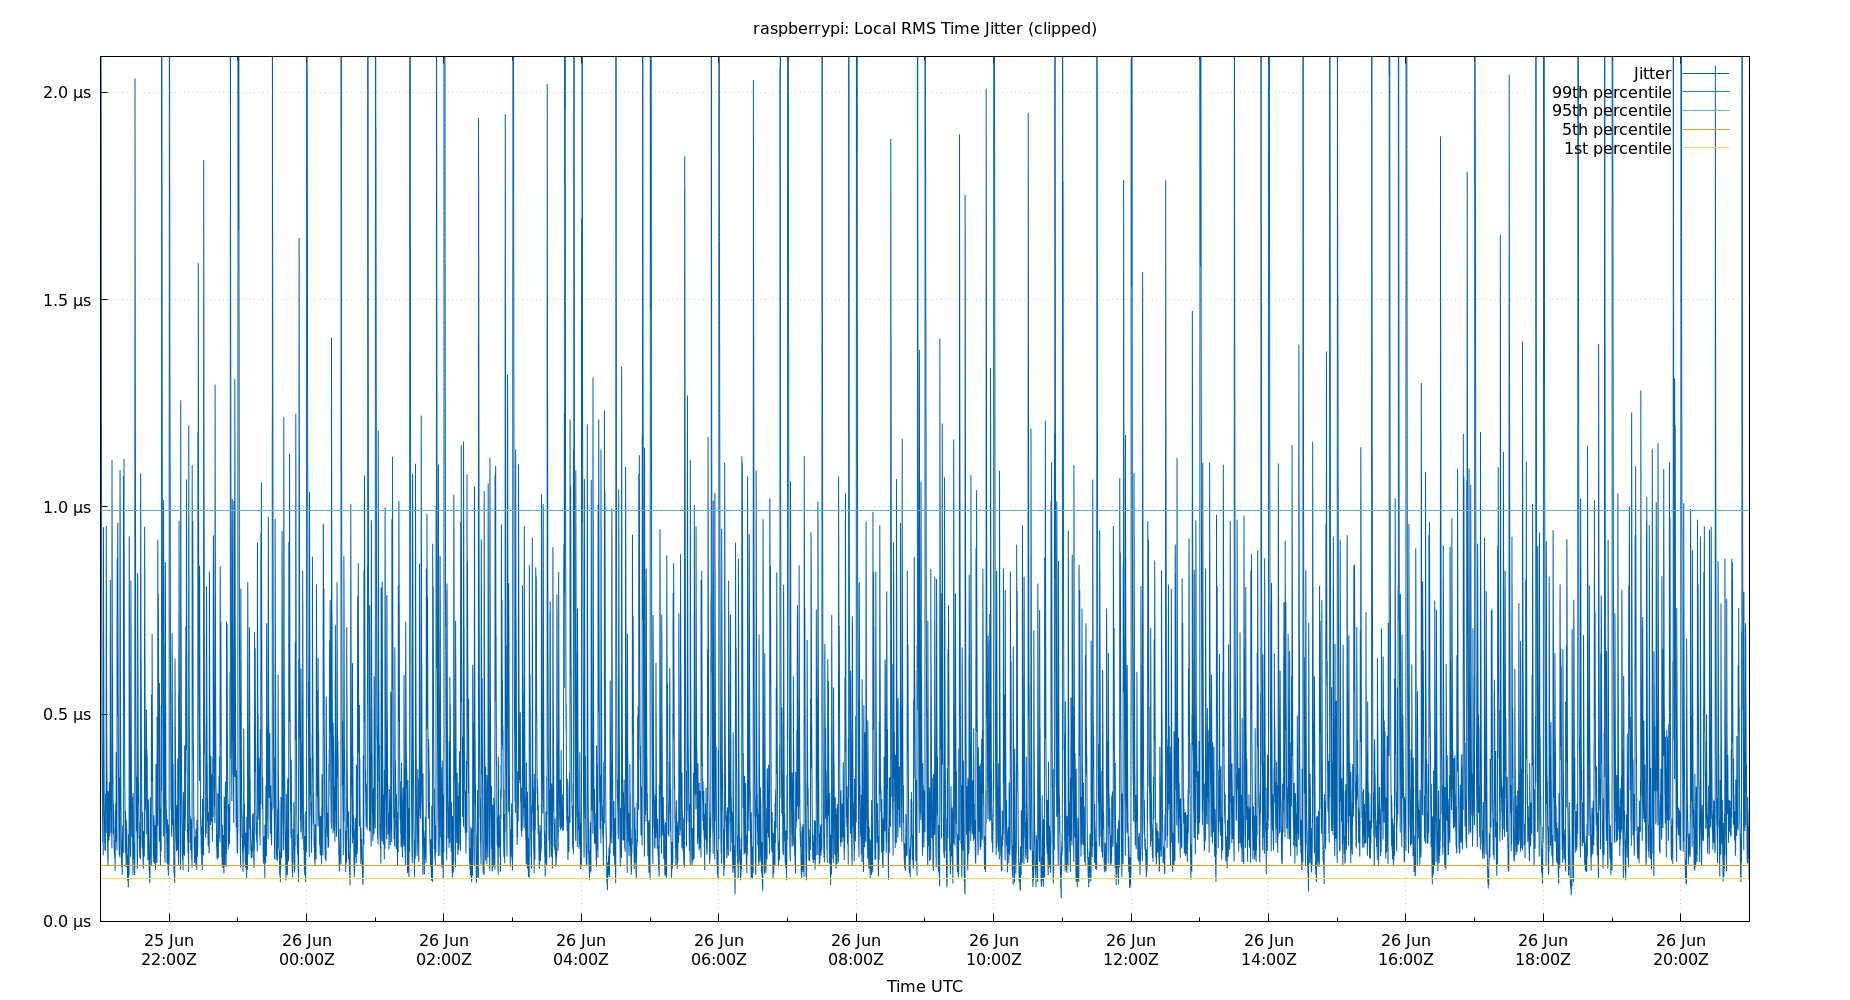 raspberrypi: Local RMS Time Jitter (clipped)
Jitter
99th percentile
95th percentile
5th percentile
1st percentile
2.0 µs
1.5 µs
1.0 µs
0.5 µs
0.0 µs
25 Jun 26 Jun 26 Jun 26 Jun 26 Jun 26 Jun 26 Jun 26 Jun 26 Jun 26 Jun 26 Jun 26 Jun
22:00Z 00:00Z 02:00Z 04:00Z 06:00Z 08:00Z 10:00Z 12:00Z 14:00Z 16:00Z 18:00Z 20:00Z
Time UTC